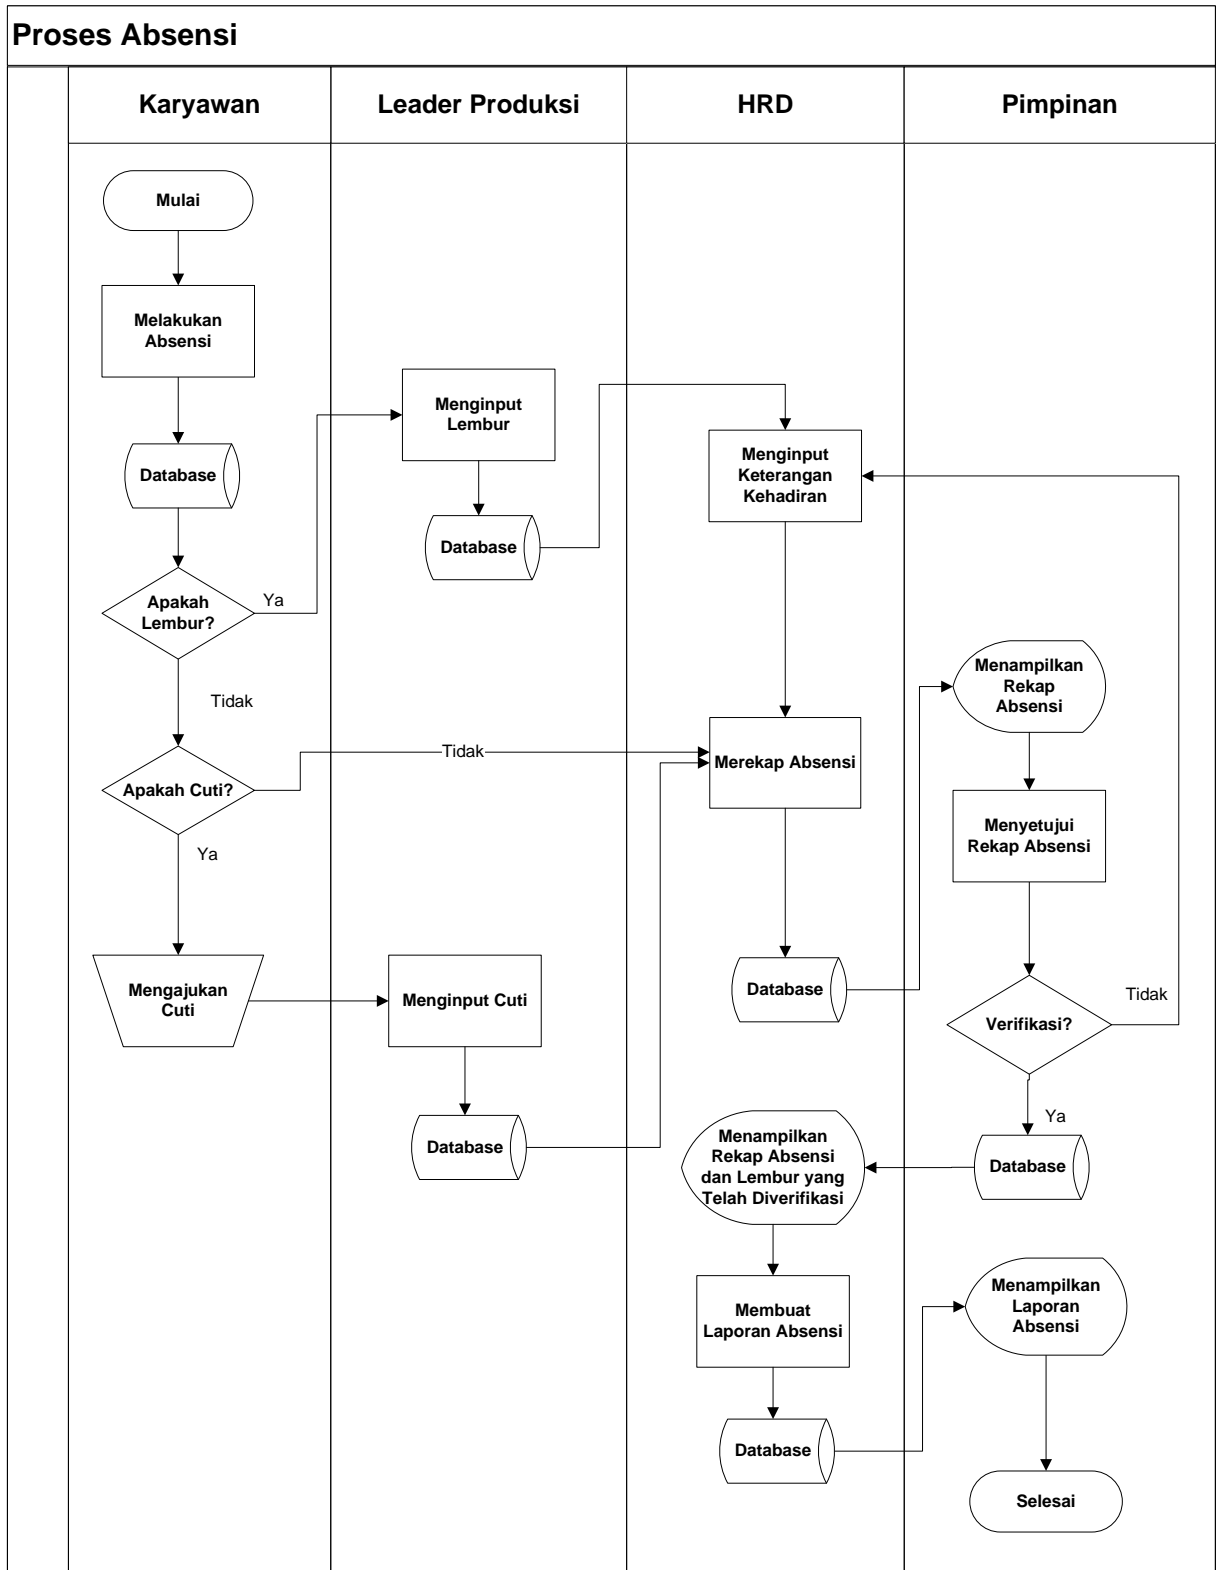 Proses Absensi
Karyawan
Leader Produksi
HRD
Pimpinan
Mulai
Melakukan
Absensi
Database
Apakah
Lembur?
Ya
Tidak
Apakah Cuti?
Tidak
Ya
Mengajukan
Cuti
Menginput
Lembur
Database
Menginput Cuti
Database
Menginput
Keterangan
Kehadiran
Merekap Absensi
Database
Menampilkan
Rekap Absensi
dan Lembur yang
Telah Diverifikasi
Membuat
Laporan Absensi
Database
Menampilkan
Rekap
Absensi
Menyetujui
Rekap Absensi
Verifikasi?
Tidak
Ya
Database
Menampilkan
Laporan
Absensi
Selesai